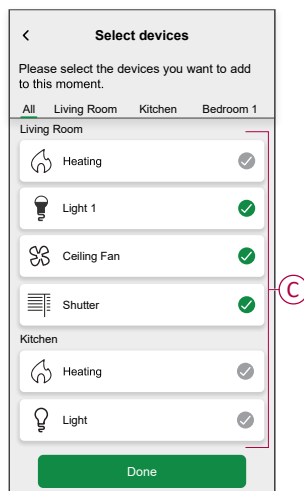 Select devices
Please select the devices you want to add
to this moment.
All Living Room Kitchen Bedroom 1
Living Room
Heating
Light 1
Ceiling Fan
Shutter
C
Kitchen
Heating
Light
Done